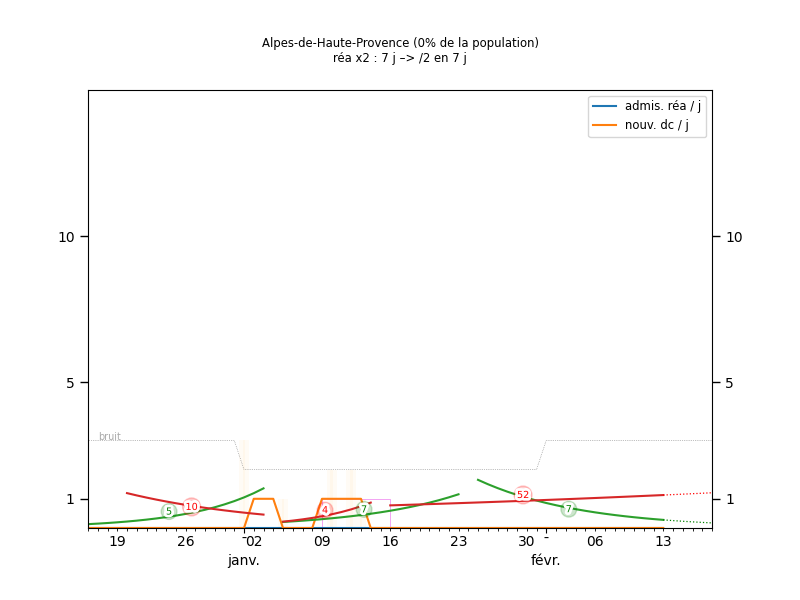 Alpes-de-Haute-Provence (0% de la population)
réa x2 : 7 j –> /2 en 7 j
admis. réa / j
nouv. dc / j
10 10
5 5
bruit
1 1
5 10 4 7 52 7
19 26 02 09 16 23 30 06 13
janv. févr.